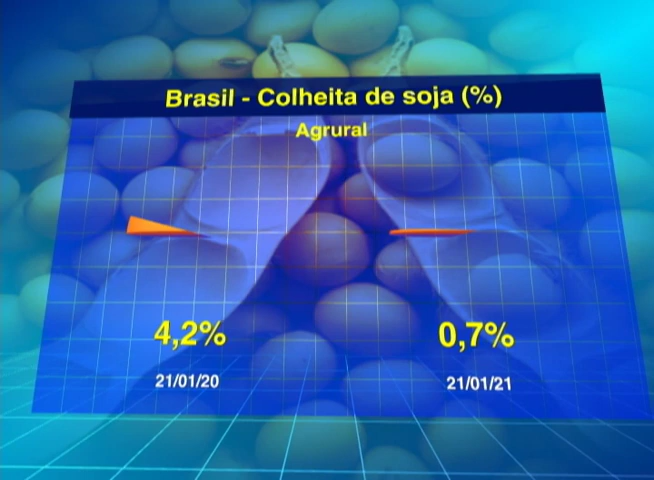 Brasil - Colheita de soja (%)
Agrural
4,2%
0,7%
21/01/20
21/01/21